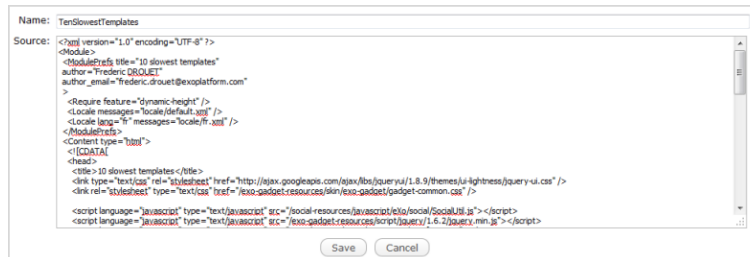 Name: TenSlowestTemplates
Source: <?xml version="1.0" encoding="UTF-8" ?>
<Module>
<ModulePrefs title="10 slowest templates"
author="Frederic DROUET"
author_email="frederic.drouet@exoplatform.com"
>
<Require feature="dynamic-height" />
<Locale messages="locale/default.xml" />
<Locale lang="fr" messages="locale/fr.xml" />
</ModulePrefs>
<Content type="html">
<![CDATA[
<head>
<title>10 slowest templates</title>
<link type="text/css" rel="stylesheet" href="http://ajax.googleapis.com/ajax/libs/jqueryui/1.8.9/themes/ui-lightness/jquery-ui.css" />
<link rel="stylesheet" type="text/css" href="/exo-gadget-resources/skin/exo-gadget/gadget-common.css" />
<script language="javascript" type="text/javascript" src="/social-resources/javascript/eXo/social/SocialUtil.js"></script>
<script language="javascript" type="text/javascript" src="/exo-gadget-resources/script/jquery/1.6.2/jquery.min.js"></script>
Save Cancel